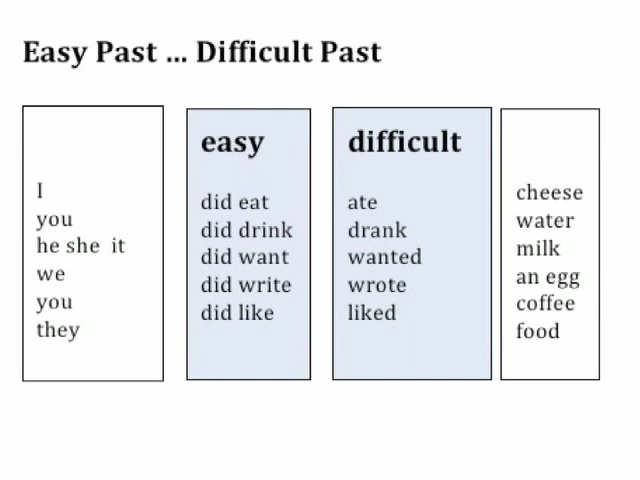 Easy Past ... Difficult Past
I
you
he she it
we
you
they
easy
did eat
did drink
did want
did write
did like
difficult
ate
drank
wanted
wrote
liked
cheese
water
milk
an egg
coffee
food